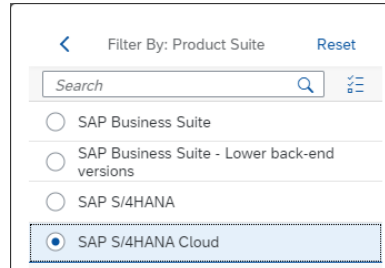 Filter By: Product Suite Reset
Search
SAP Business Suite
SAP Business Suite - Lower back-end
versions
SAP S/4HANA
SAP S/4HANA Cloud